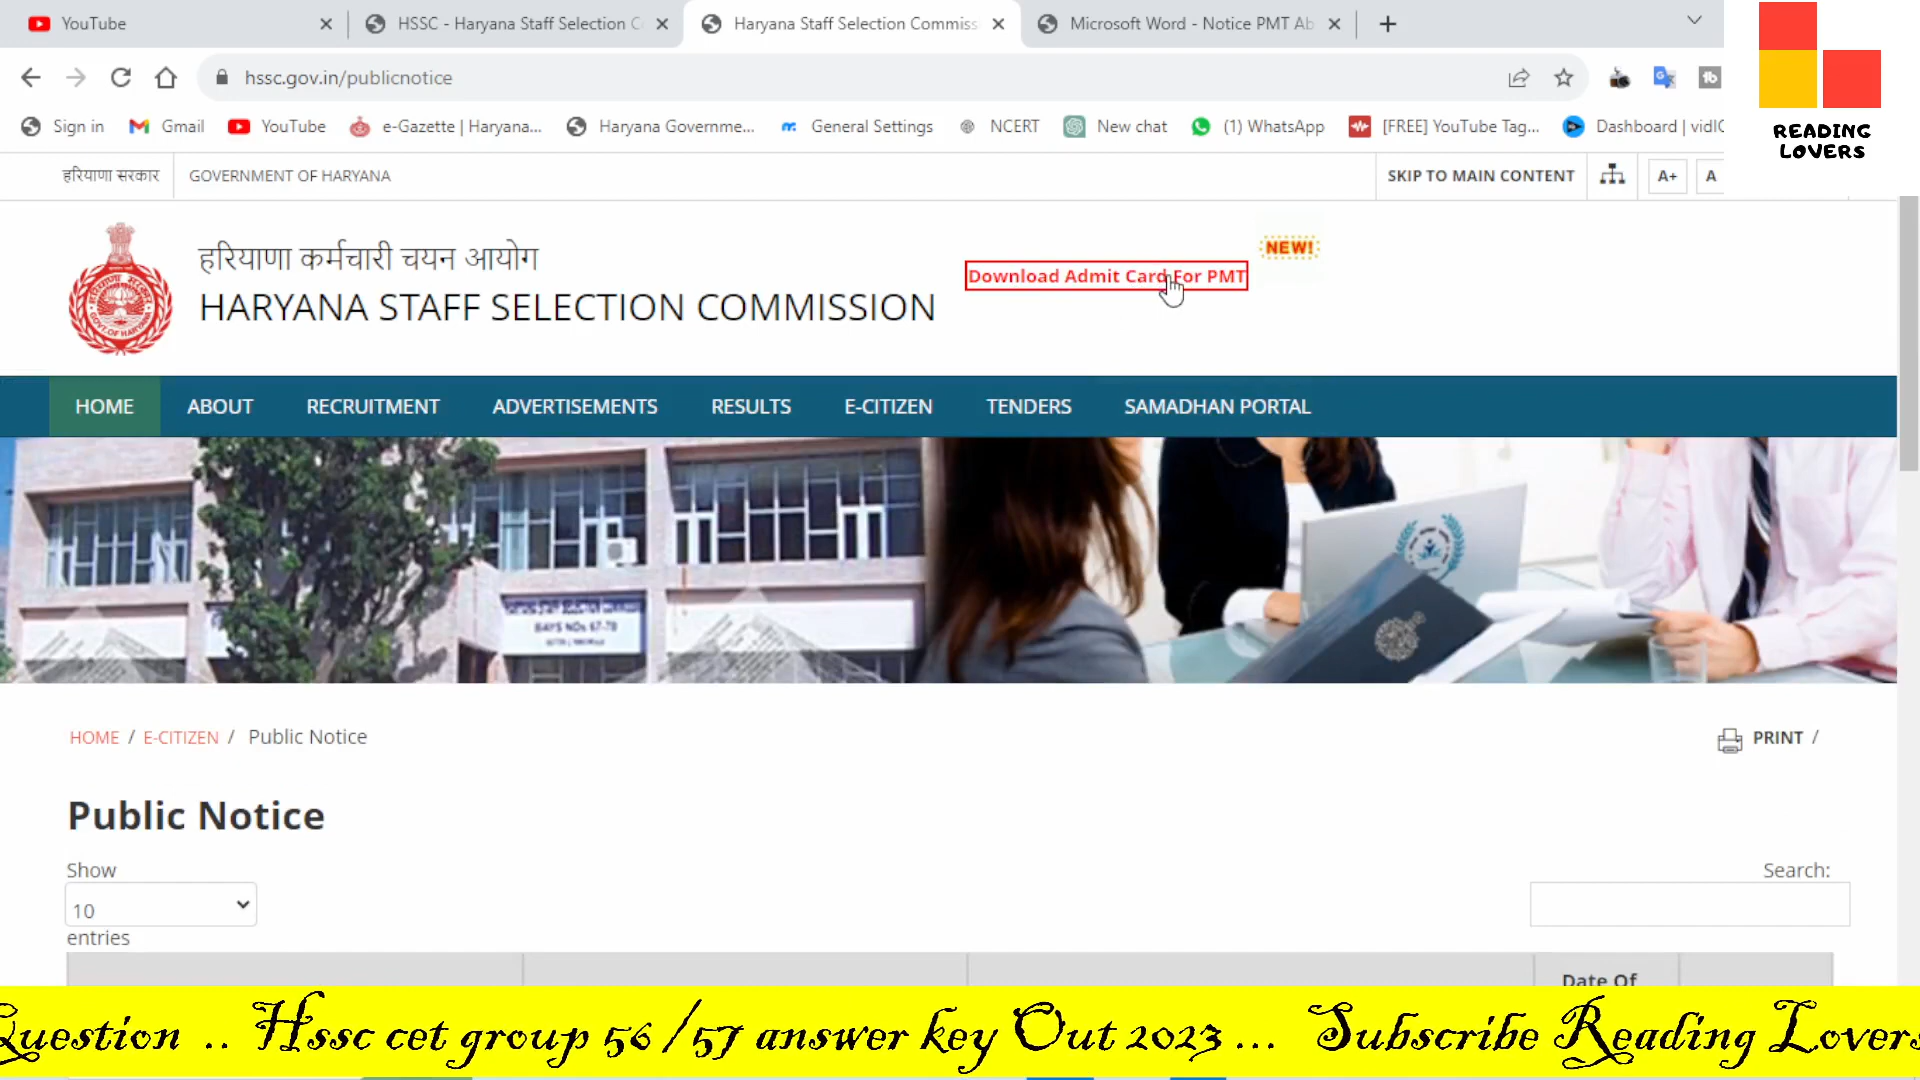 YouTube
HSSC - Haryana Staff Selection C
Haryana Staff Selection Commiss
Microsoft Word - Notice PMT Ab
hssc.gov.in/publicnotice
Sign in
Gmail
YouTube
e-Gazette | Haryana...
Haryana Governme...
General Settings
NCERT
New chat
(1) WhatsApp
[FREE] YouTube Tag...
Dashboard | vidIC
READING
LOVERS
हरियाणा सरकार
GOVERNMENT OF HARYANA
SKIP TO MAIN CONTENT
A+
A
हरियाणा कर्मचारी चयन आयोग
HARYANA STAFF SELECTION COMMISSION
Download Admit Card For PMT
NEW!
HOME
ABOUT
RECRUITMENT
ADVERTISEMENTS
RESULTS
E-CITIZEN
TENDERS
SAMADHAN PORTAL
BAYS NOs 67-70
HOME / E-CITIZEN / Public Notice
PRINT /
Public Notice
Show
10
entries
Search:
Date Of
Question .. Hssc cet group 56/57 answer key Out 2023 ... Subscribe Reading Lovers